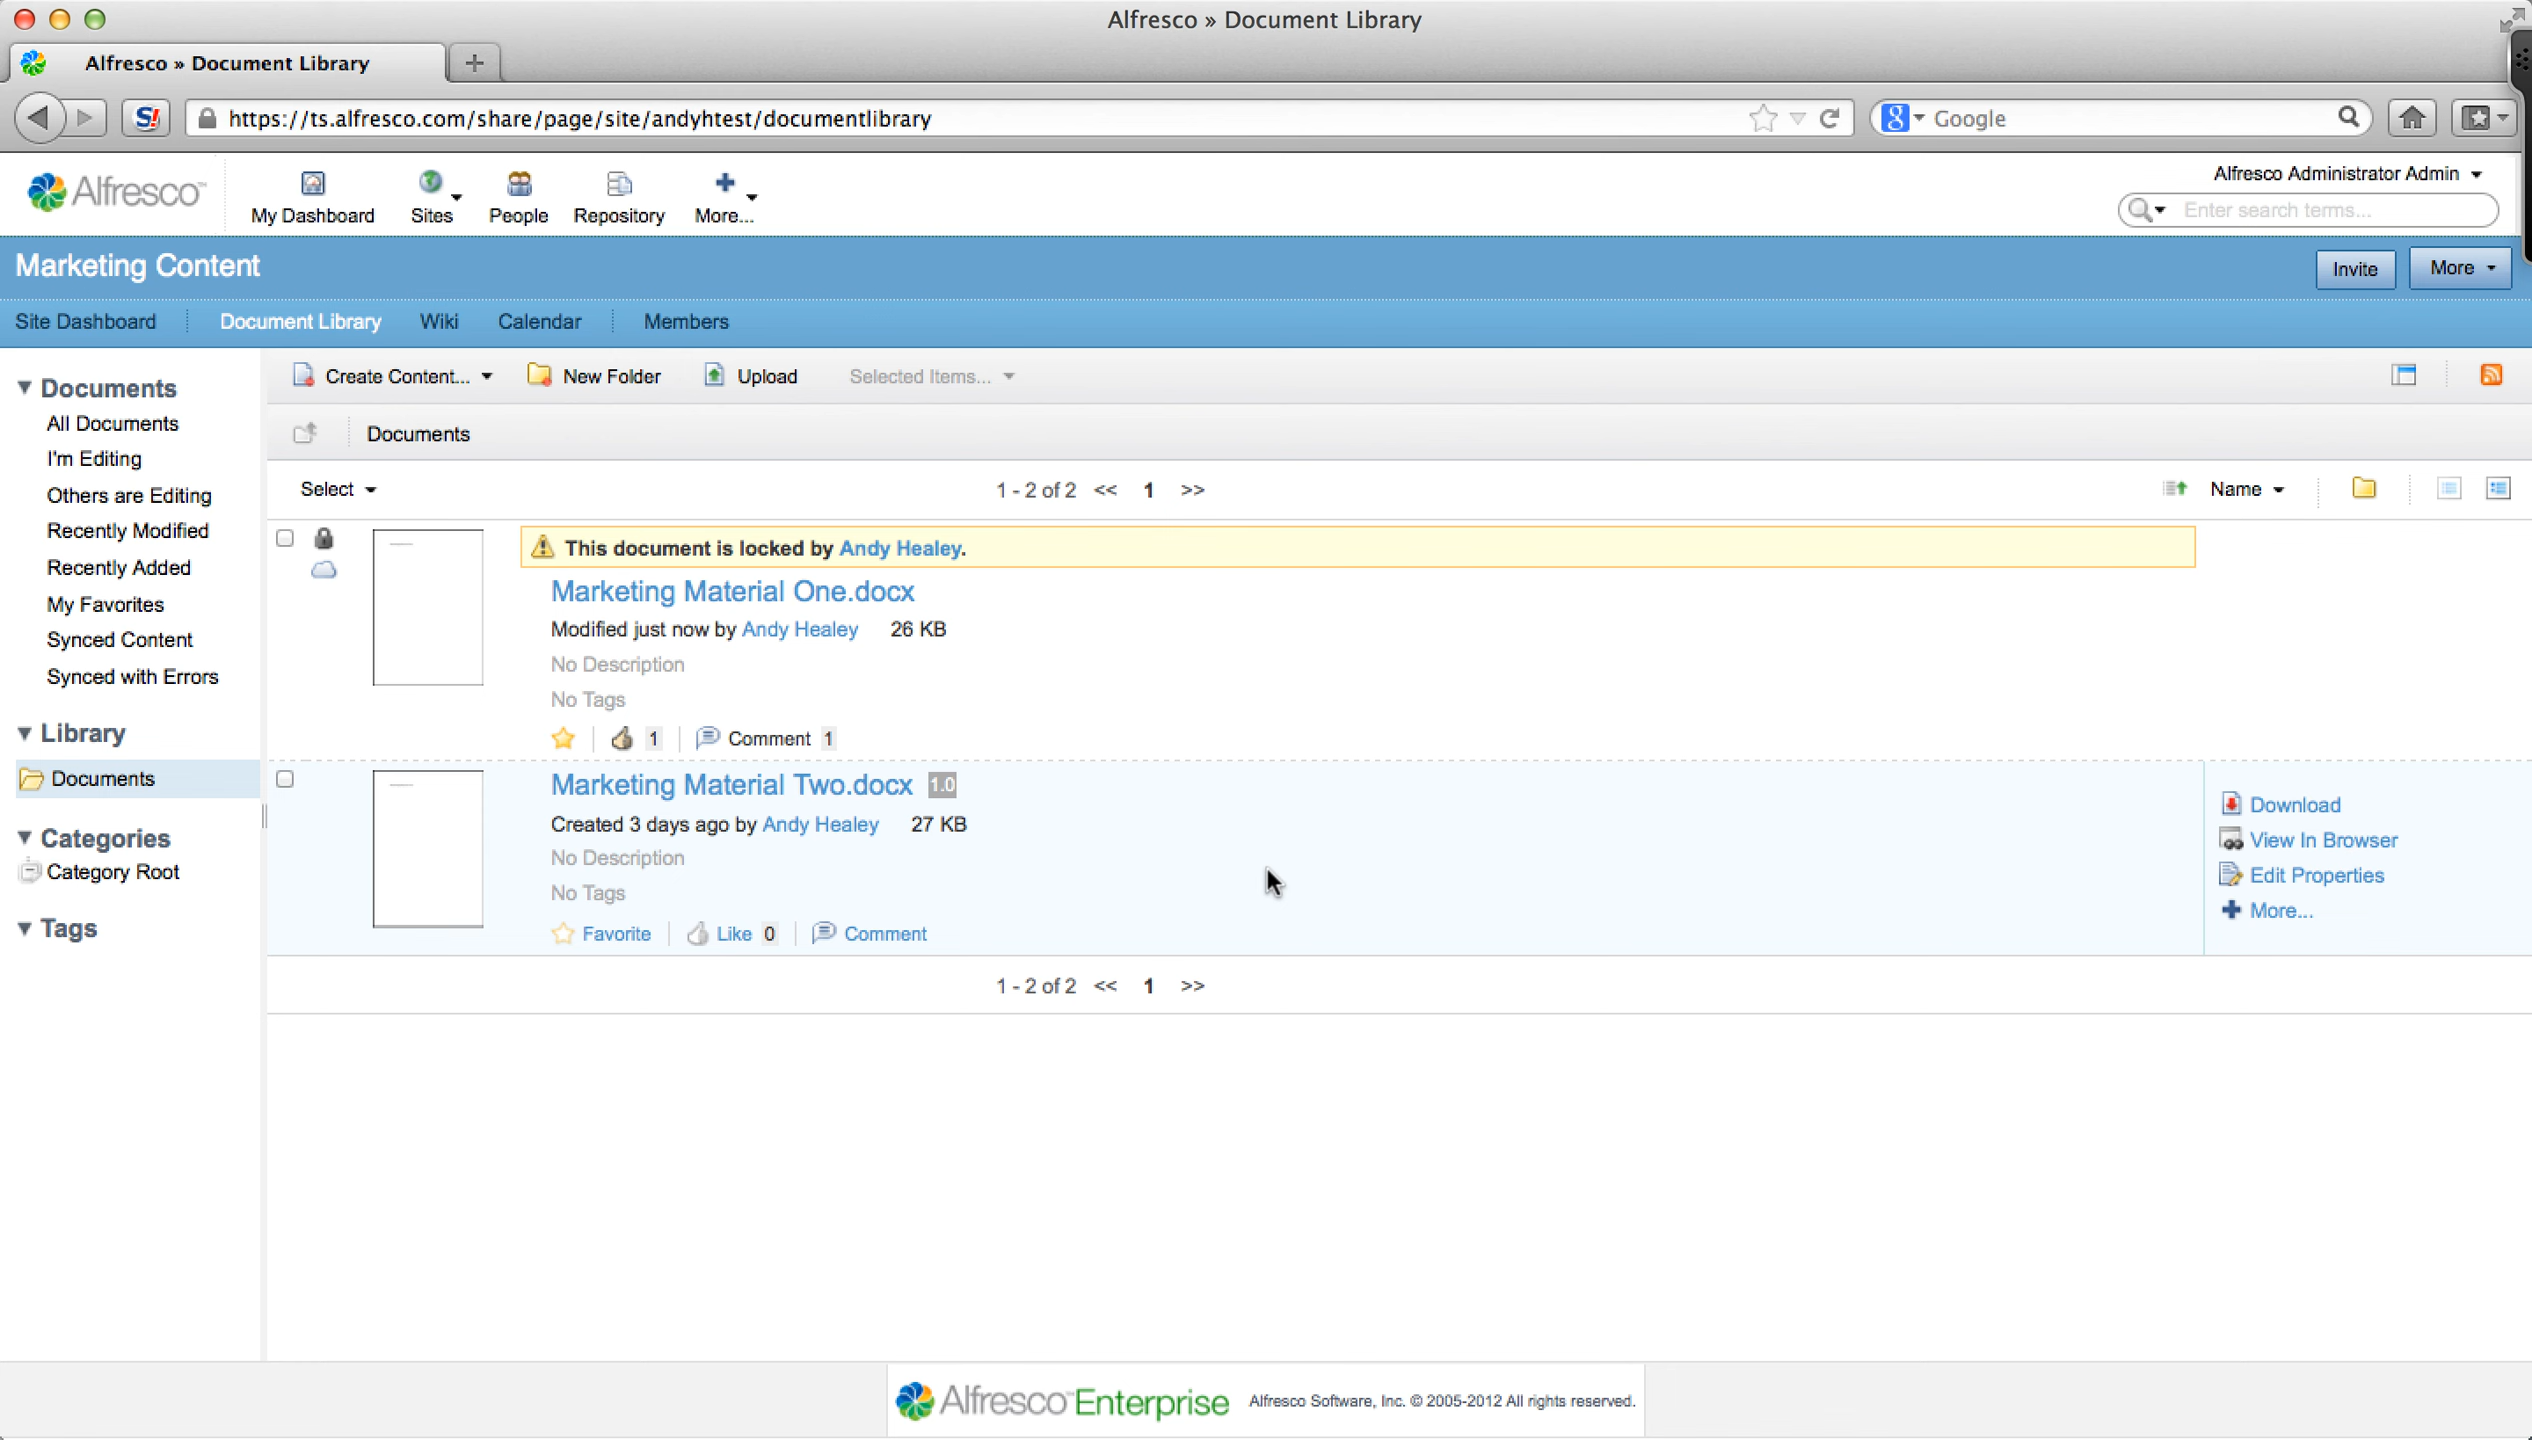 Alfresco » Document Library
Alfresco » Document Library
https://ts.alfresco.com/share/page/site/andyhtest/documentlibrary
Google
Alfresco™
My Dashboard
Sites
People
Repository
More...
Alfresco Administrator Admin
Enter search terms...
Marketing Content
Invite
More
Site Dashboard
Document Library
Wiki
Calendar
Members
Documents
All Documents
I'm Editing
Others are Editing
Recently Modified
Recently Added
My Favorites
Synced Content
Synced with Errors
Library
Documents
Categories
Category Root
Tags
Create Content...
New Folder
Upload
Selected Items...
Documents
Select
1 - 2 of 2 << 1 >>
Name
This document is locked by Andy Healey.
Marketing Material One.docx
Modified just now by Andy Healey 26 KB
No Description
No Tags
1
Comment 1
Marketing Material Two.docx 1.0
Created 3 days ago by Andy Healey 27 KB
No Description
No Tags
Favorite
Like 0
Comment
Download
View In Browser
Edit Properties
More...
1 - 2 of 2 << 1 >>
Alfresco™ Enterprise
Alfresco Software, Inc. © 2005-2012 All rights reserved.